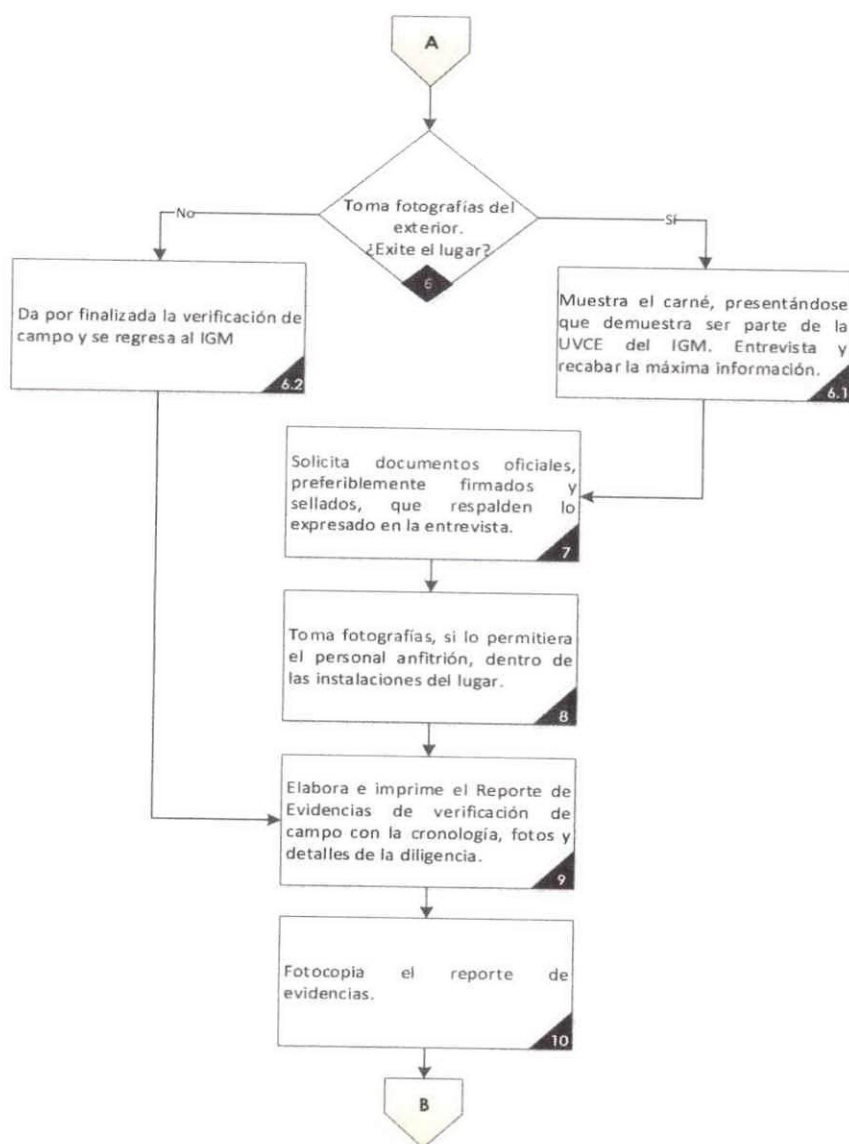 A
Toma fotografías del
exterior.
¿Exite el lugar?
6
No
Sí
Da por finalizada la verificación de
campo y se regresa al IGM
6.2
Muestra el carné, presentándose
que demuestra ser parte de la
UVCE del IGM. Entrevista y
recabar la máxima información.
6.1
Solicita documentos oficiales,
preferiblemente firmados y
sellados, que respalden lo
expresado en la entrevista.
7
Toma fotografías, si lo permitiera
el personal anfitrión, dentro de
las instalaciones del lugar.
8
Elabora e imprime el Reporte de
Evidencias de verificación de
campo con la cronología, fotos y
detalles de la diligencia.
9
Fotocopia el reporte de
evidencias.
10
B